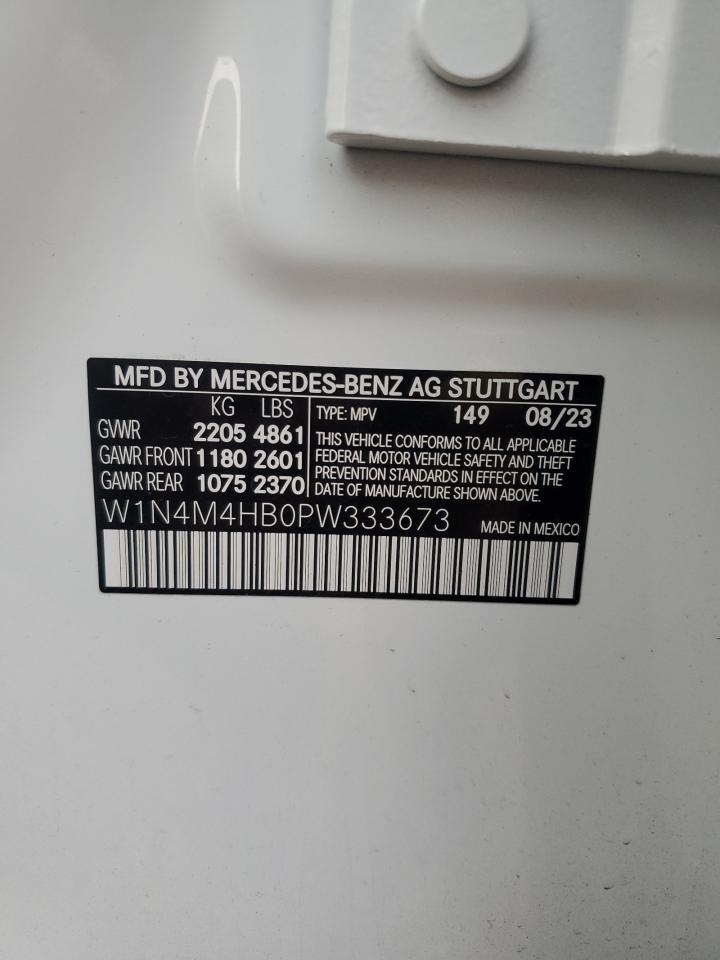 MFD BY MERCEDES-BENZ AG STUTTGART
KG LBS
GVWR 2205 4861
GAWR FRONT 1180 2601
GAWR REAR 1075 2370
TYPE: MPV 149 08/23
THIS VEHICLE CONFORMS TO ALL APPLICABLE
FEDERAL MOTOR VEHICLE SAFETY AND THEFT
PREVENTION STANDARDS IN EFFECT ON THE
DATE OF MANUFACTURE SHOWN ABOVE.
W1N4M4HB0PW333673 MADE IN MEXICO